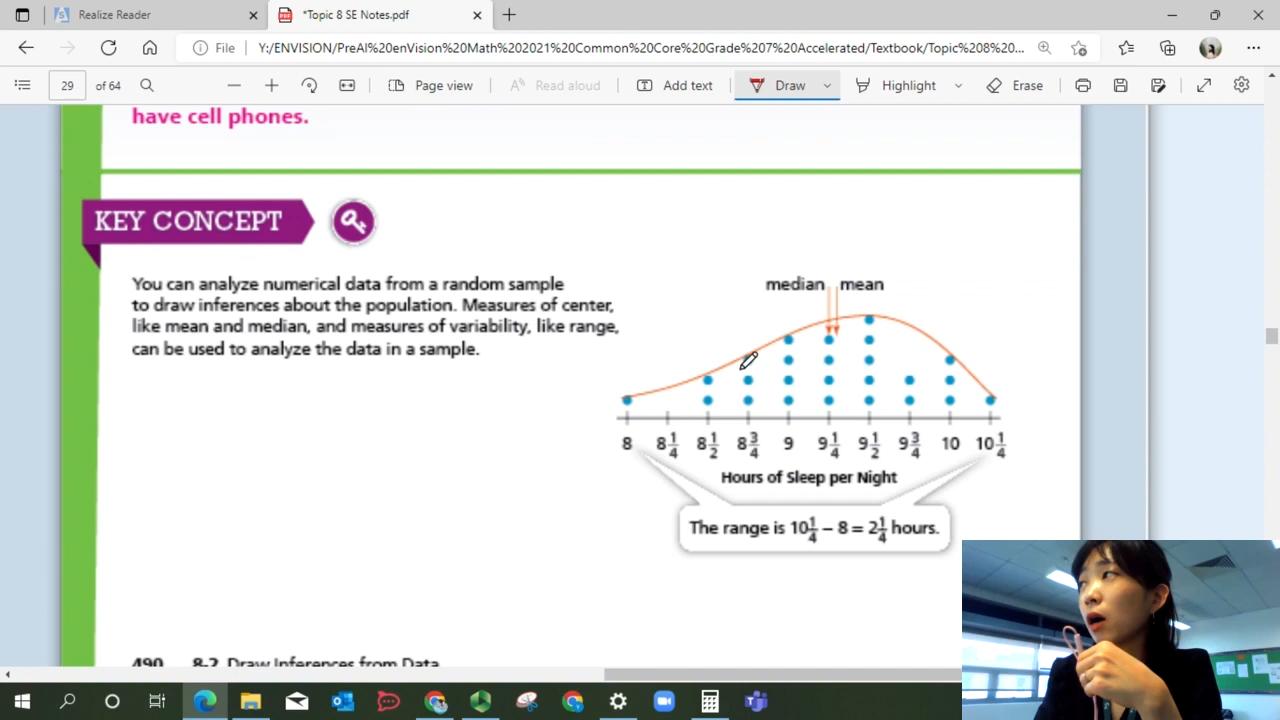 Realize Reader
*Topic 8 SE Notes.pdf
File
Y:/ENVISION/PreAl%20enVision%20Math%202021%20Common%20Core%20Grade%207%20Accelerated/Textbook/Topic%208%20...
29 of 64
Page view
Read aloud
Add text
Draw
Highlight
Erase
have cell phones.
KEY CONCEPT
You can analyze numerical data from a random sample
to draw inferences about the population. Measures of center,
like mean and median, and measures of variability, like range,
can be used to analyze the data in a sample.
median mean
8 8 1/4 8 1/2 8 3/4 9 9 1/4 9 1/2 9 3/4 10 10 1/4
Hours of Sleep per Night
The range is 10 1/4 – 8 = 2 1/4 hours.
490 8-2 Draw Inferences from Data